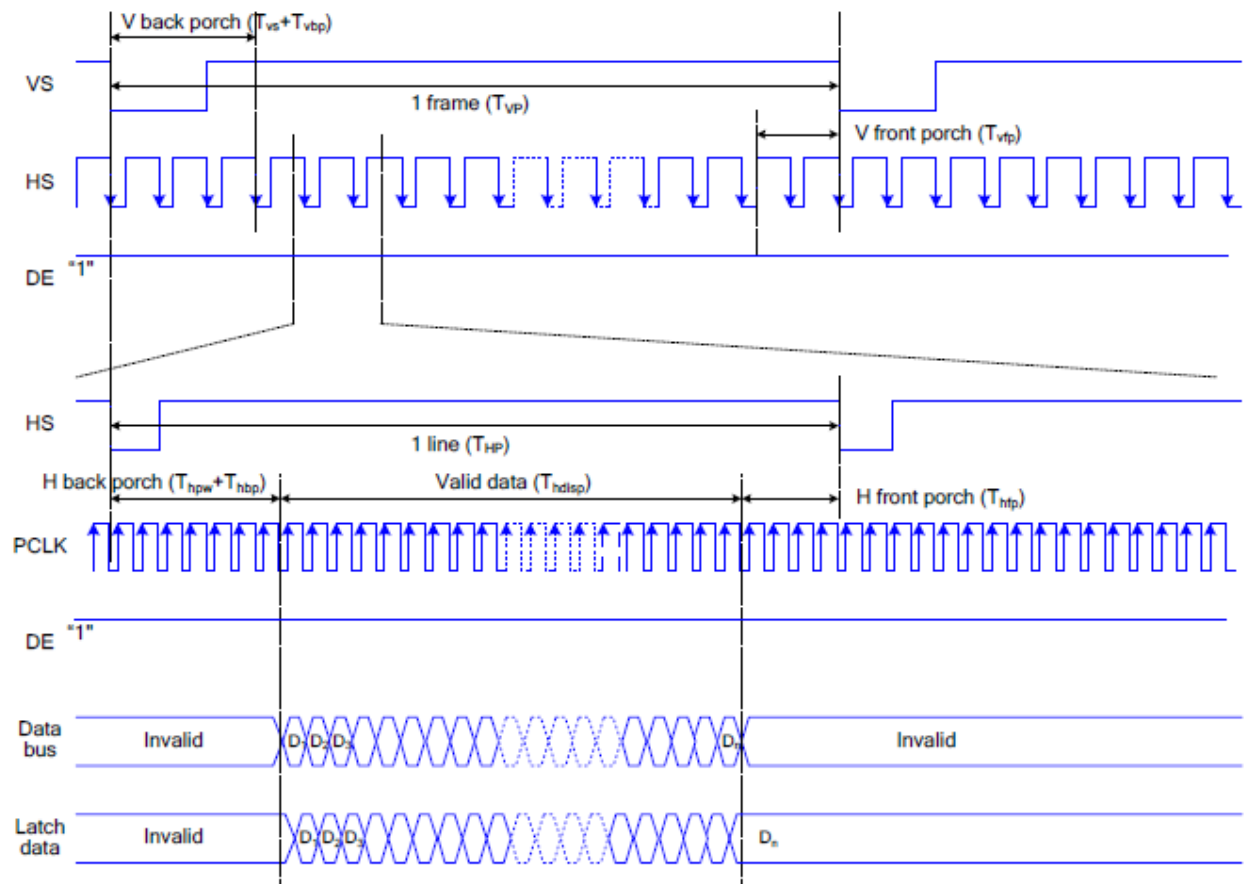 V back porch (Tvs+Tvbp)
VS
1 frame (TVP)
V front porch (Tvfp)
HS
DE "1"
HS
1 line (THP)
H back porch (Thpw+Thbp)
Valid data (Thdisp)
H front porch (Thfp)
PCLK
DE "1"
Data bus
Invalid
D1 D2 D3
Dn
Invalid
Latch data
Invalid
D1 D2 D3
Dn